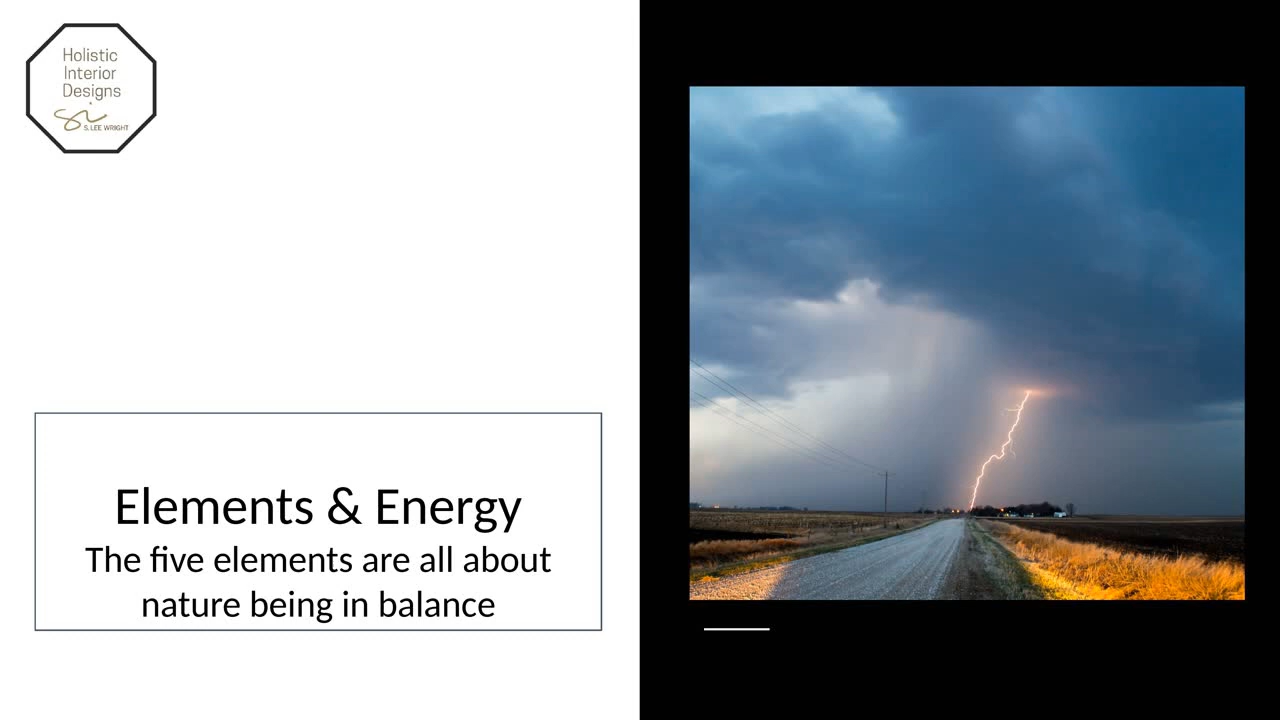 Holistic
Interior
Designs
S. LEE WRIGHT
Elements & Energy
The five elements are all about
nature being in balance